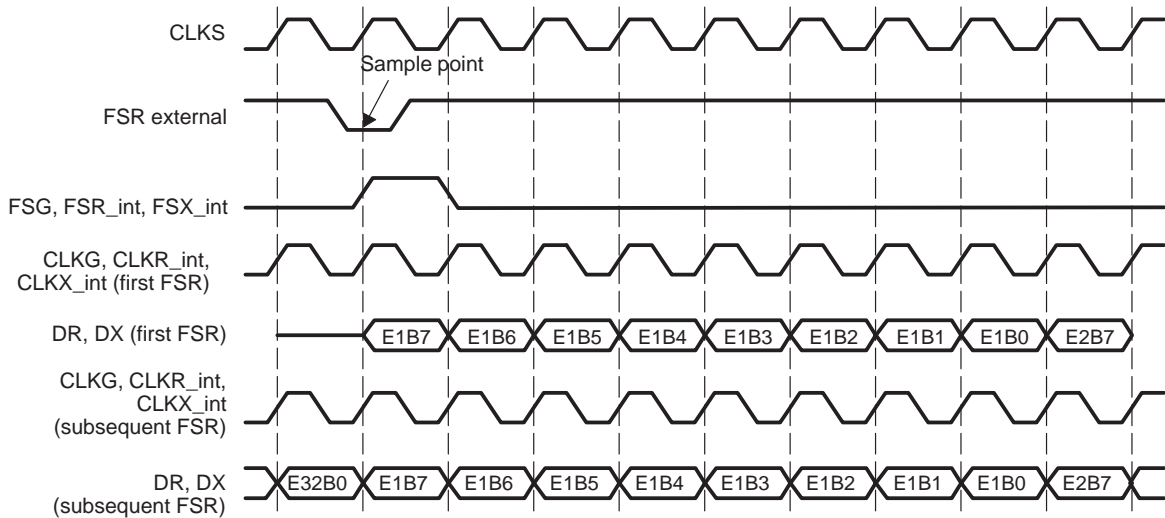 CLKS
Sample point
FSR external
FSG, FSR_int, FSX_int
CLKG, CLKR_int,
CLKX_int (first FSR)
DR, DX (first FSR)
E1B7 E1B6 E1B5 E1B4 E1B3 E1B2 E1B1 E1B0 E2B7
CLKG, CLKR_int,
CLKX_int
(subsequent FSR)
DR, DX
(subsequent FSR)
E32B0 E1B7 E1B6 E1B5 E1B4 E1B3 E1B2 E1B1 E1B0 E2B7